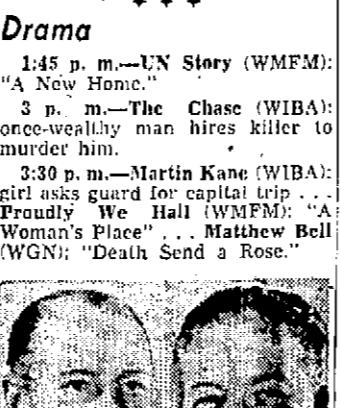 Drama
1:45 p. m.—UN Story (WMFM):
"A New Home."
3 p. m.—The Chase (WIBA):
once-wealthy man hires killer to
murder him.
3:30 p. m.—Martin Kane (WIBA):
girl asks guard for capital trip . . .
Proudly We Hail (WMFM): "A
Woman's Place" . . . Matthew Bell
(WGN): "Death Send a Rose."